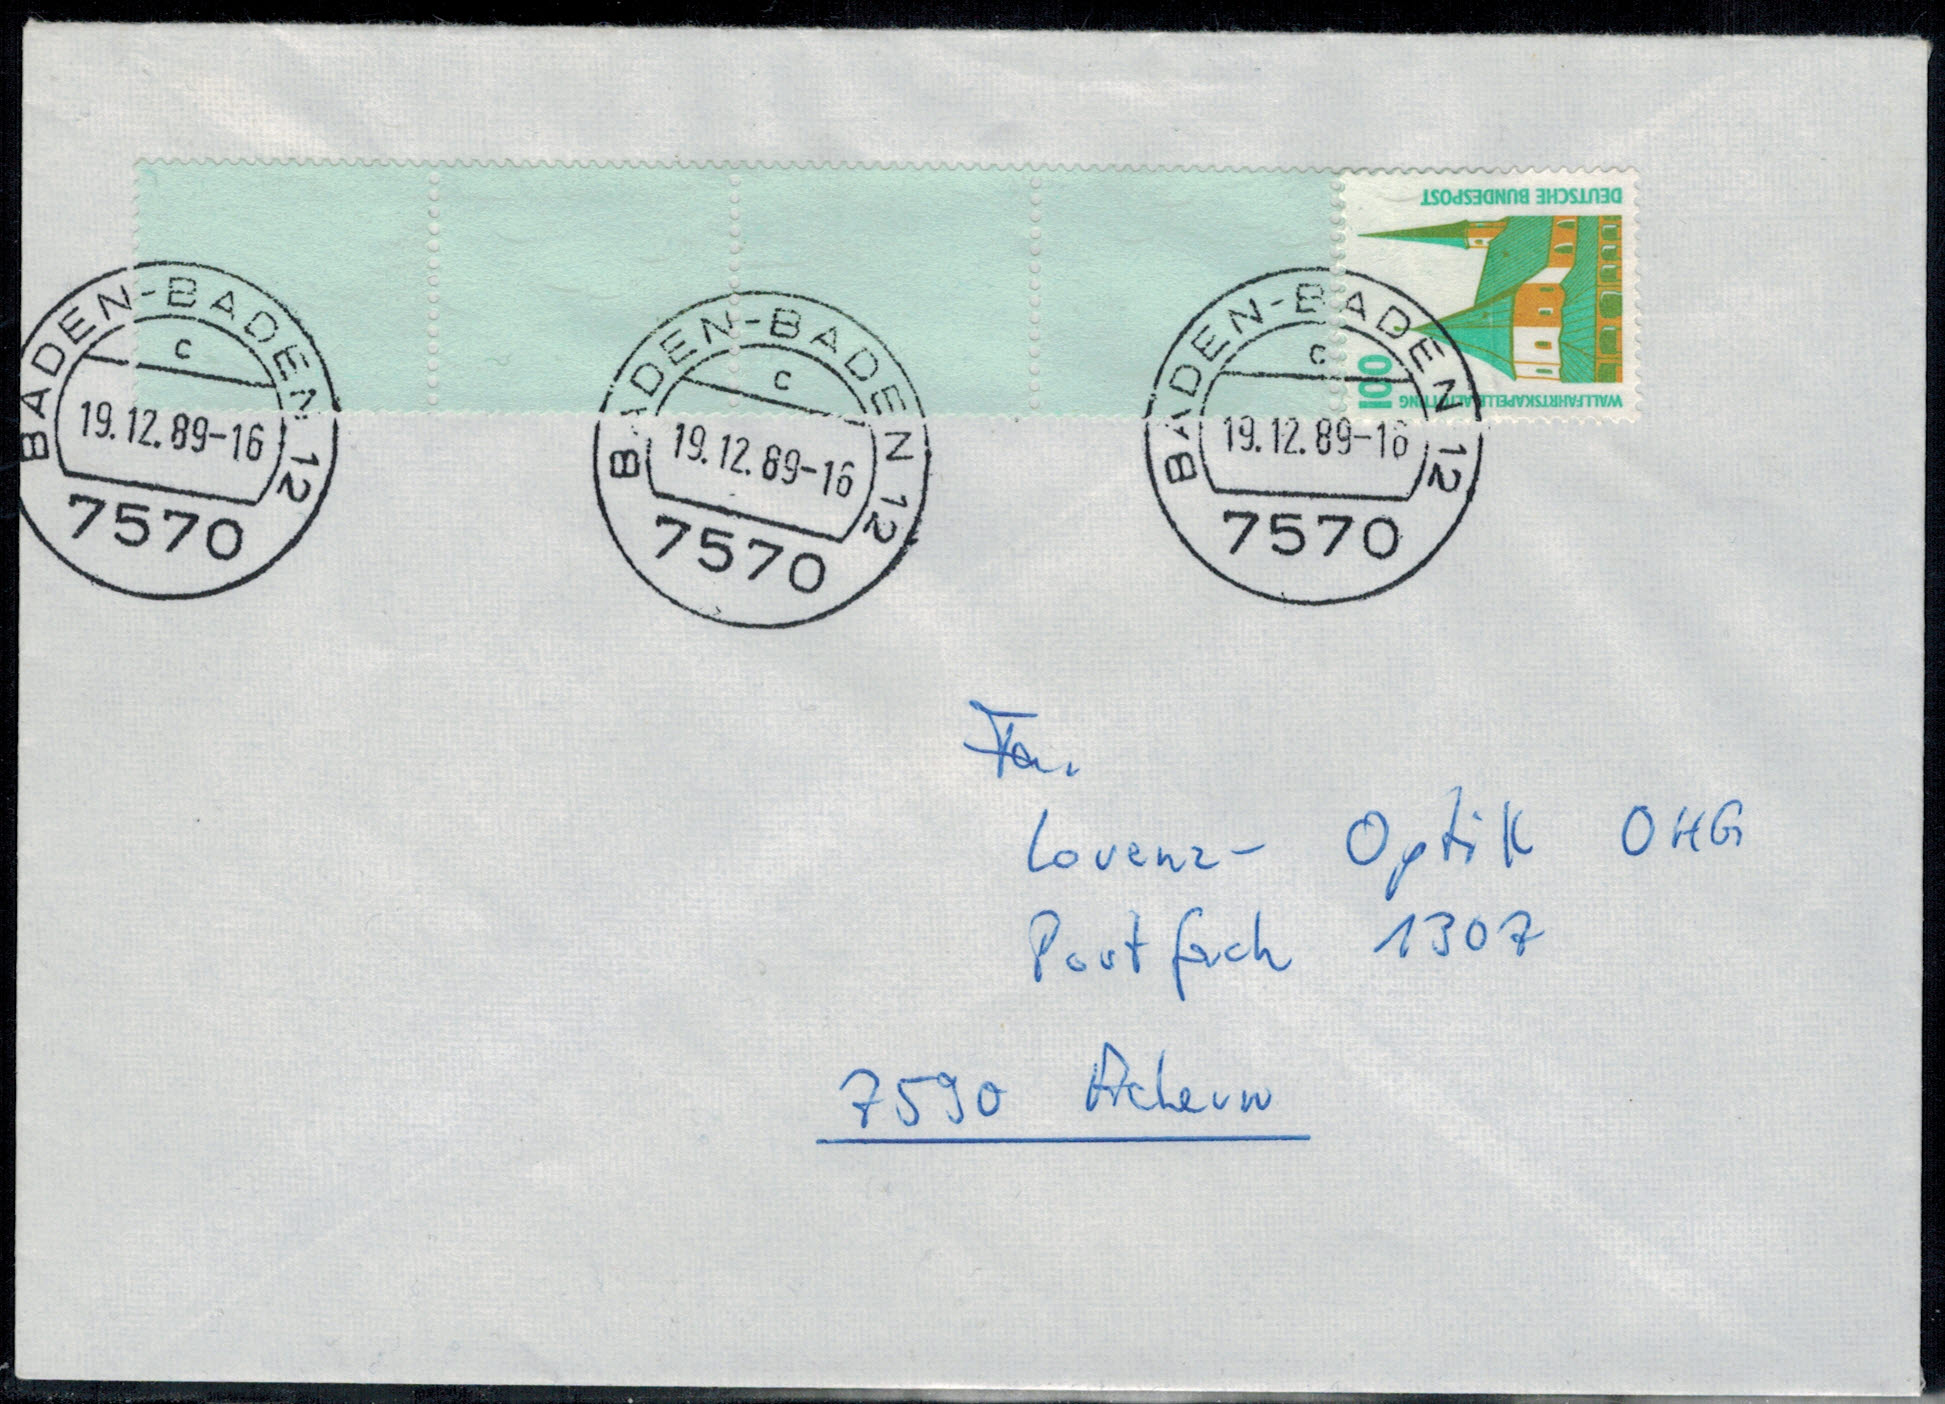 DEUTSCHE BUNDESPOST
100
WALLFAHRTSKAPELLE ALTÖTTING
BADEN-BADEN 12
c
19.12.89-16
7570
BADEN-BADEN 12
c
19.12.89-16
7570
BADEN-BADEN 12
c
19.12.89-16
7570
Fa.
Lorenz- Optik OHG
Postfach 1307
7590 Achern